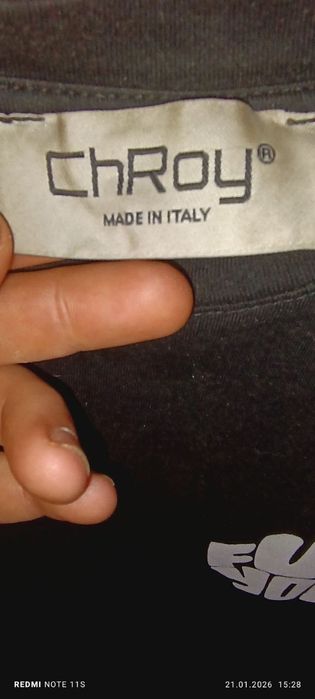 ChRoy®
MADE IN ITALY
REDMI NOTE 11S
21.01.2026 15:28